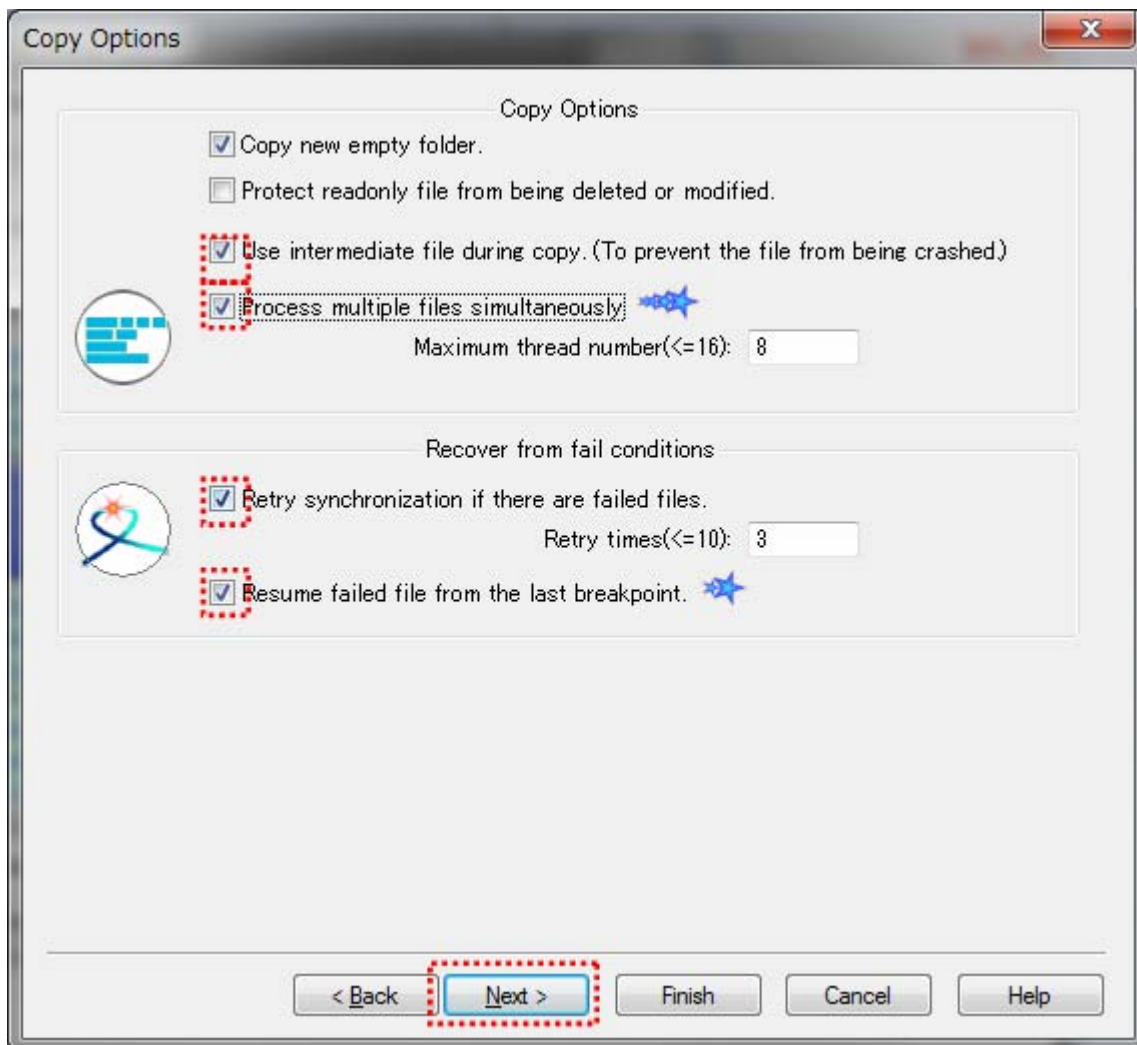 Copy Options
Copy Options
Copy new empty folder.
Protect readonly file from being deleted or modified.
Use intermediate file during copy.(To prevent the file from being crashed.)
Process multiple files simultaneously
Maximum thread number(<=16): 8
Recover from fail conditions
Retry synchronization if there are failed files.
Retry times(<=10): 3
Resume failed file from the last breakpoint.
< Back Next > Finish Cancel Help